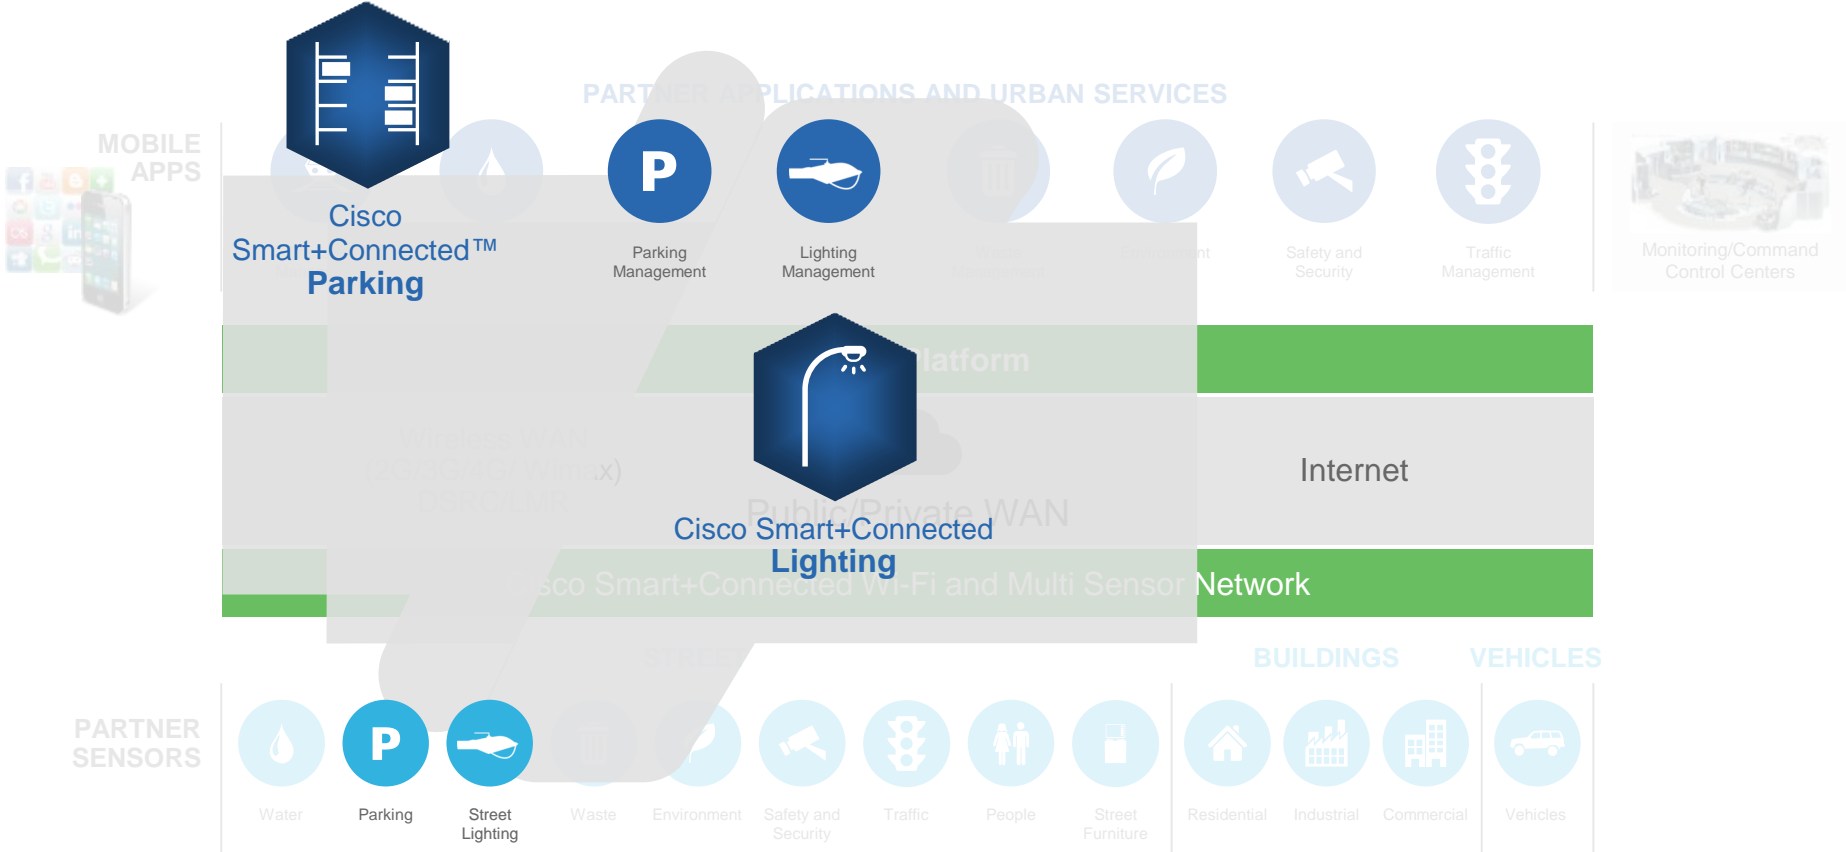 PARTNER APPLICATIONS AND URBAN SERVICES
MOBILE
APPS
Cisco
Smart+Connected™
Parking
P
Parking
Management
Lighting
Management
Safety and
Security
Traffic
Management
Monitoring/Command
Control Centers
Platform
Wireless WAN
(2G/3G/4G/ Wimax)
DSRC/LMR
Public/Private WAN
Internet
Cisco Smart+Connected
Lighting
Cisco Smart+Connected Wi-Fi and Multi Sensor Network
STREET
BUILDINGS
VEHICLES
PARTNER
SENSORS
P
Water
Parking
Street
Lighting
Waste
Environment
Safety and
Security
Traffic
People
Street
Furniture
Residential
Industrial
Commercial
Vehicles